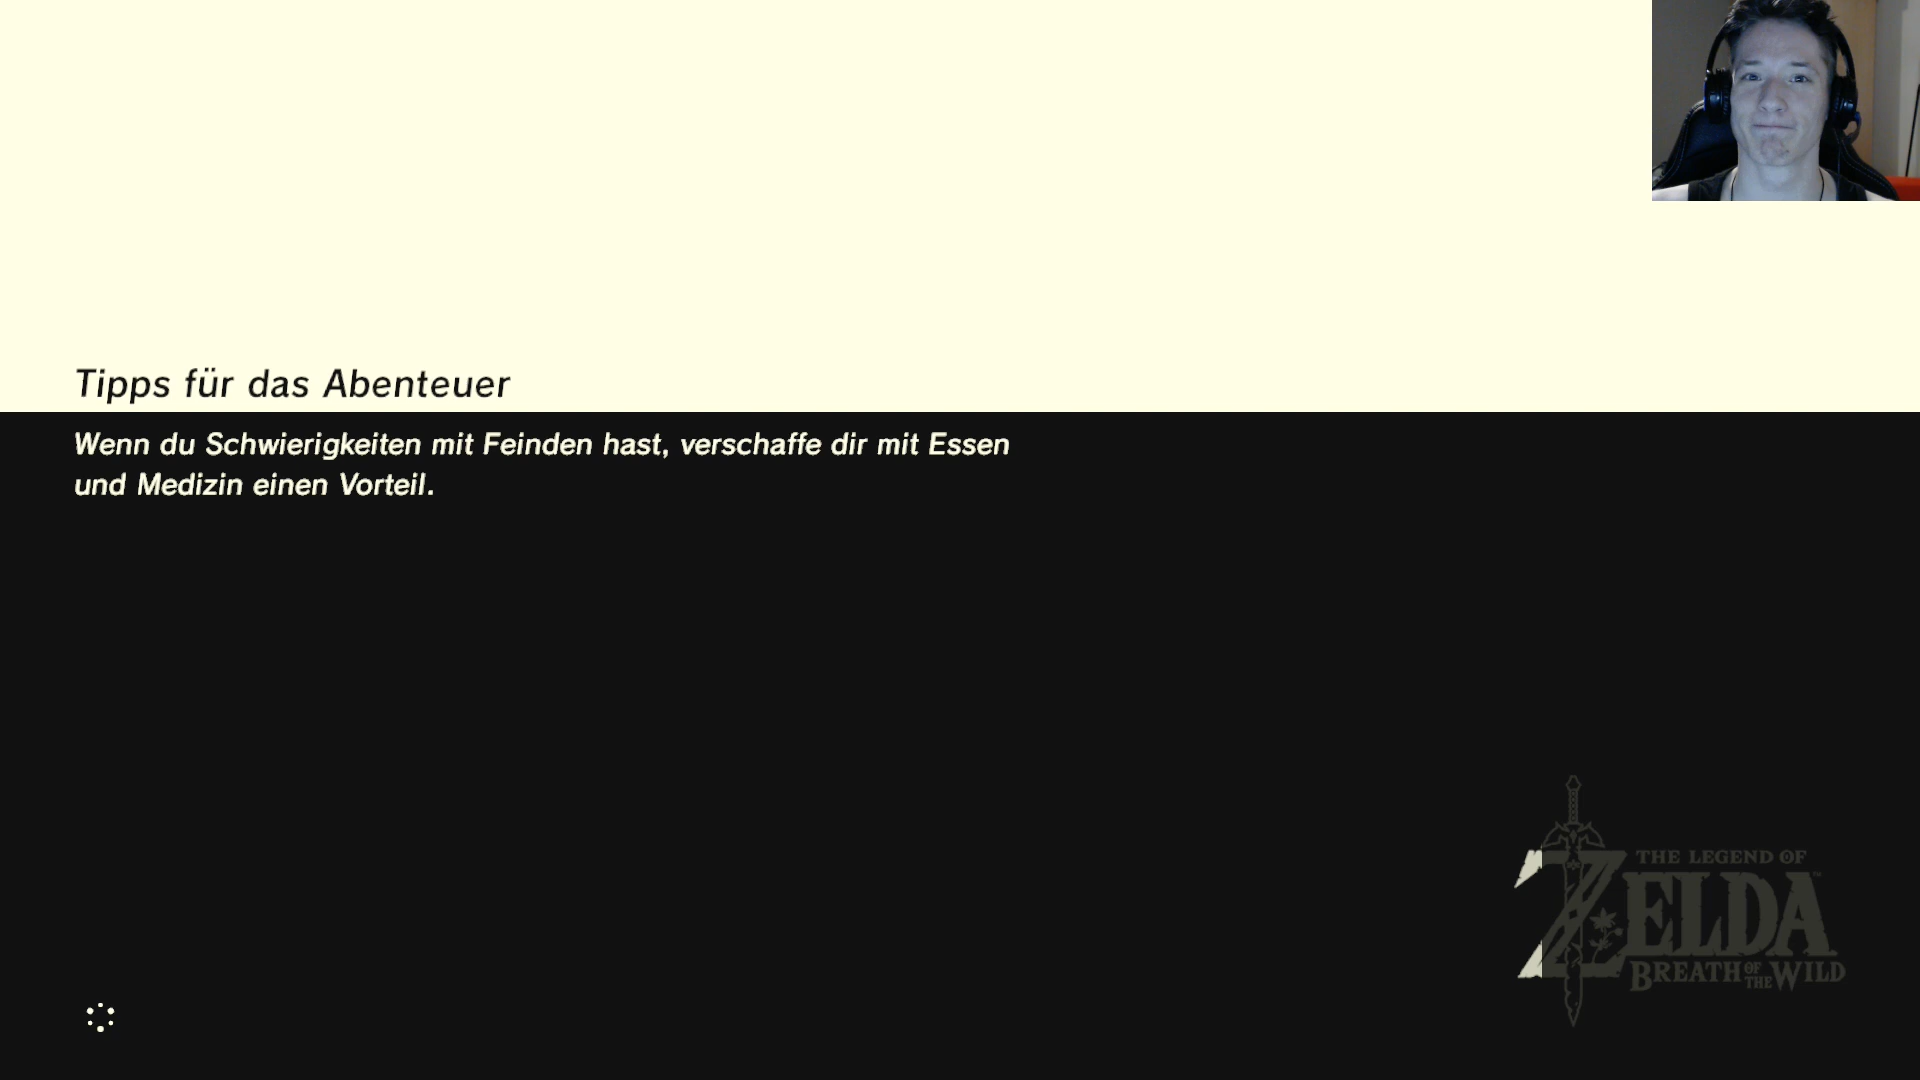 Tipps für das Abenteuer
Wenn du Schwierigkeiten mit Feinden hast, verschaffe dir mit Essen
und Medizin einen Vorteil.
THE LEGEND OF
ZELDA™
BREATH OF THE WILD